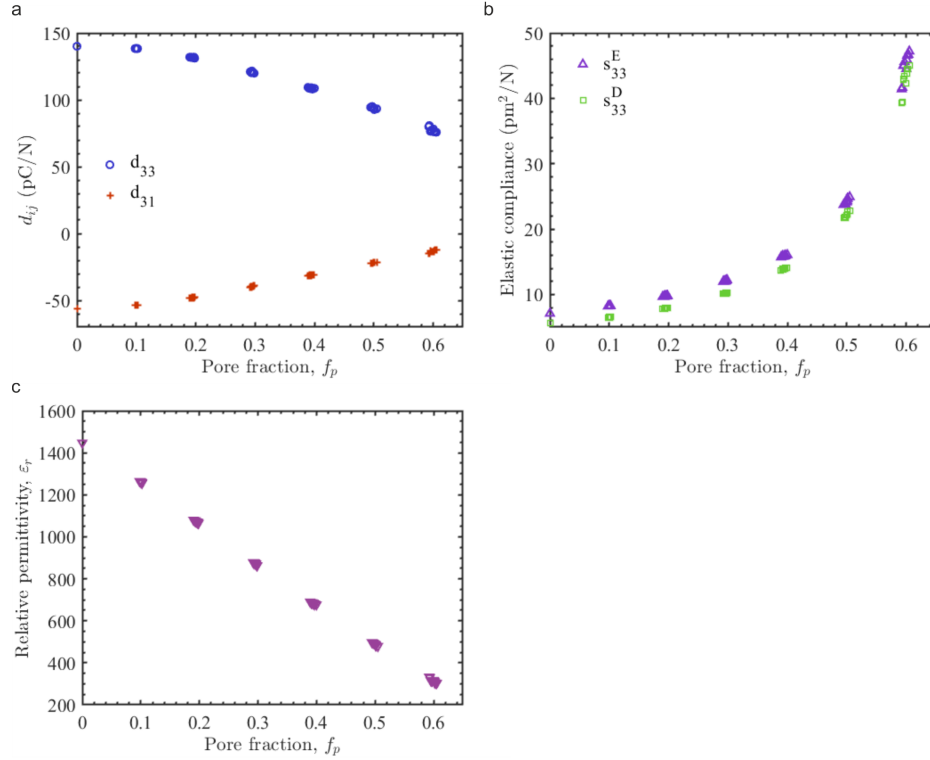 a
150
100
50
0
-50
d_ij (pC/N)
d_33
d_31
0 0.1 0.2 0.3 0.4 0.5 0.6
Pore fraction, f_p
b
50
40
30
20
10
Elastic compliance (pm²/N)
s_33^E
s_33^D
0 0.1 0.2 0.3 0.4 0.5 0.6
Pore fraction, f_p
c
1600
1400
1200
1000
800
600
400
200
Relative permittivity, ε_r
0 0.1 0.2 0.3 0.4 0.5 0.6
Pore fraction, f_p